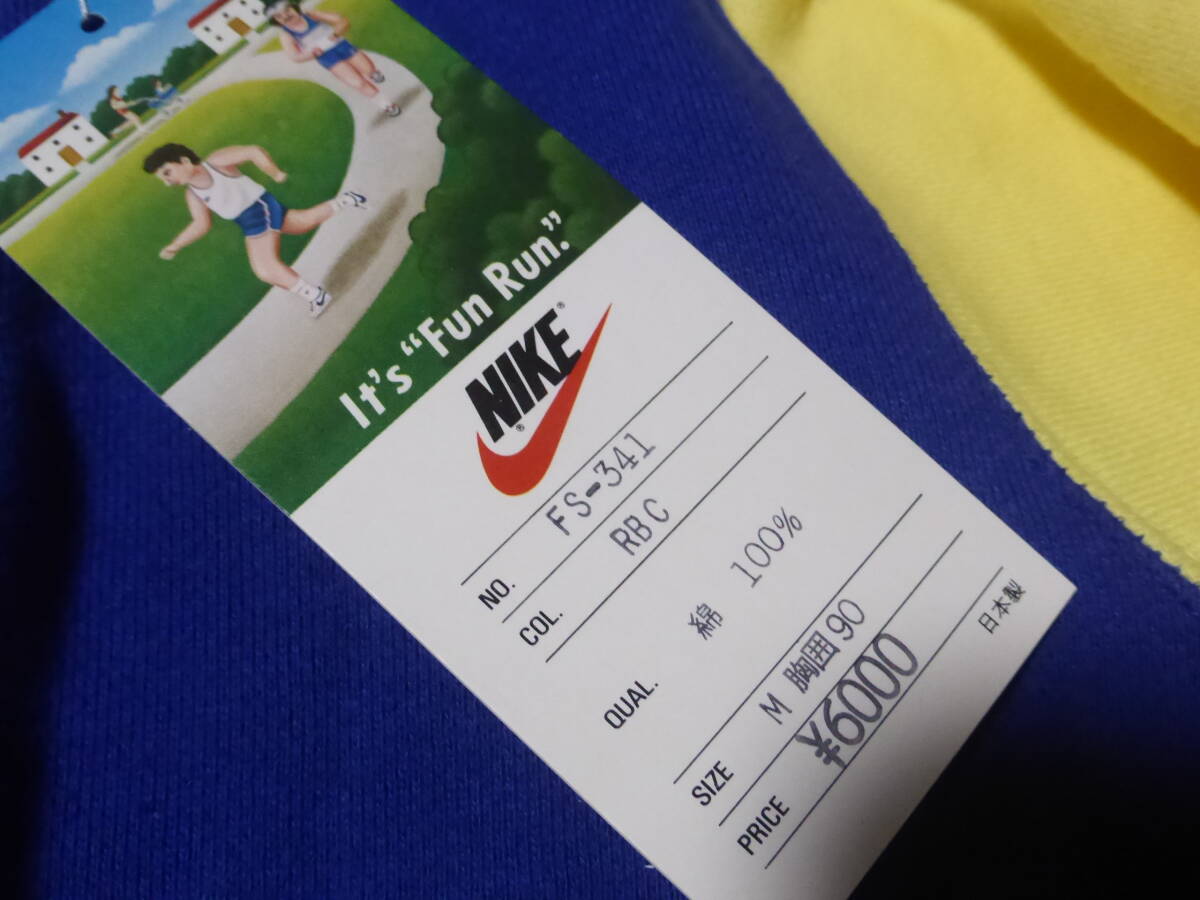 It's "Fun Run."
NIKE®
®
NO. FS-341
COL. RBC
QUAL. 綿 100%
SIZE M 胸囲90
PRICE ¥6000
日本製